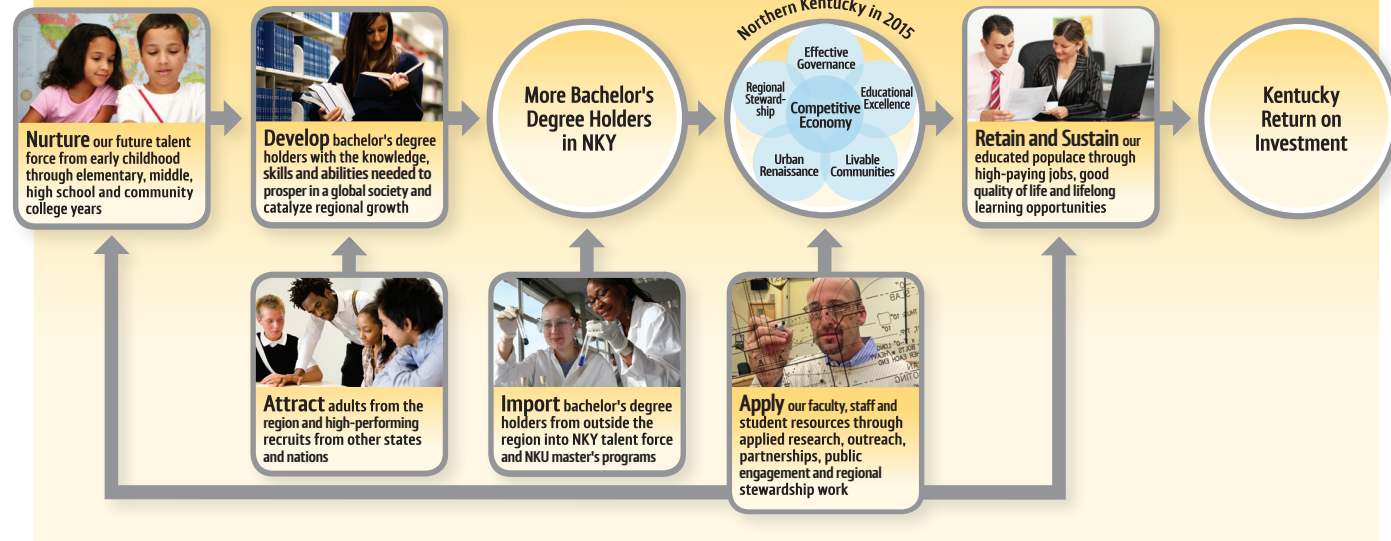 Northern Kentucky in 2015
Nurture our future talent
force from early childhood
through elementary, middle,
high school and community
college years
Develop bachelor's degree
holders with the knowledge,
skills and abilities needed to
prosper in a global society and
catalyze regional growth
More Bachelor's
Degree Holders
in NKY
Effective
Governance
Regional
Steward-
ship
Educational
Excellence
Competitive
Economy
Urban
Renaissance
Livable
Communities
Retain and Sustain our
educated populace through
high-paying jobs, good
quality of life and lifelong
learning opportunities
Kentucky
Return on
Investment
Attract adults from the
region and high-performing
recruits from other states
and nations
Import bachelor's degree
holders from outside the
region into NKY talent force
and NKU master's programs
Apply our faculty, staff and
student resources through
applied research, outreach,
partnerships, public
engagement and regional
stewardship work